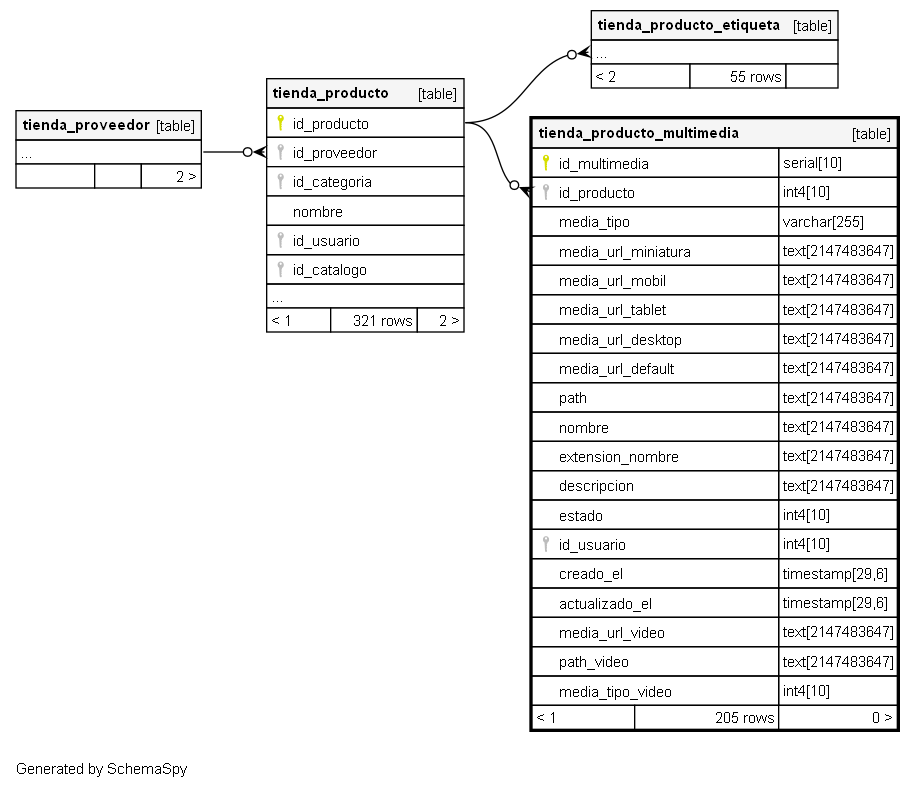 tienda_producto_etiqueta [table]
...
< 2 55 rows
tienda_proveedor [table]
...
2 >
tienda_producto [table]
id_producto
id_proveedor
id_categoria
nombre
id_usuario
id_catalogo
...
< 1 321 rows 2 >
tienda_producto_multimedia [table]
id_multimedia serial[10]
id_producto int4[10]
media_tipo varchar[255]
media_url_miniatura text[2147483647]
media_url_mobil text[2147483647]
media_url_tablet text[2147483647]
media_url_desktop text[2147483647]
media_url_default text[2147483647]
path text[2147483647]
nombre text[2147483647]
extension_nombre text[2147483647]
descripcion text[2147483647]
estado int4[10]
id_usuario int4[10]
creado_el timestamp[29,6]
actualizado_el timestamp[29,6]
media_url_video text[2147483647]
path_video text[2147483647]
media_tipo_video int4[10]
< 1 205 rows 0 >
Generated by SchemaSpy